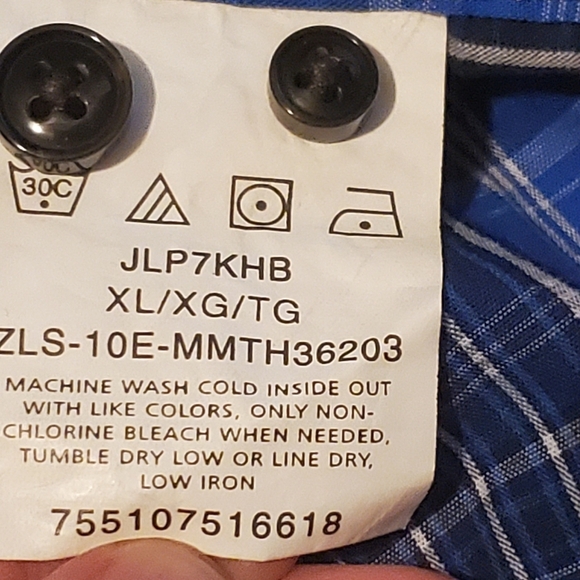 30C
JLP7KHB
XL/XG/TG
ZLS-10E-MMTH36203
MACHINE WASH COLD INSIDE OUT
WITH LIKE COLORS, ONLY NON-
CHLORINE BLEACH WHEN NEEDED,
TUMBLE DRY LOW OR LINE DRY,
LOW IRON
755107516618